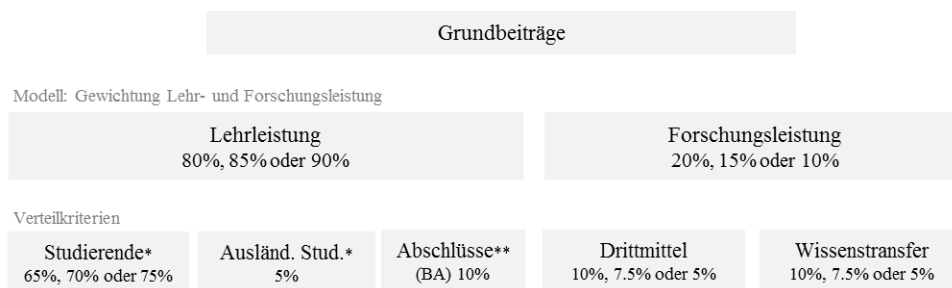 Grundbeiträge
Modell: Gewichtung Lehr- und Forschungsleistung
Lehrleistung
80%, 85% oder 90%
Forschungsleistung
20%, 15% oder 10%
Verteilkriterien
Studierende*
65%, 70% oder 75%
Ausländ. Stud.*
5%
Abschlüsse**
(BA) 10%
Drittmittel
10%, 7.5% oder 5%
Wissenstransfer
10%, 7.5% oder 5%